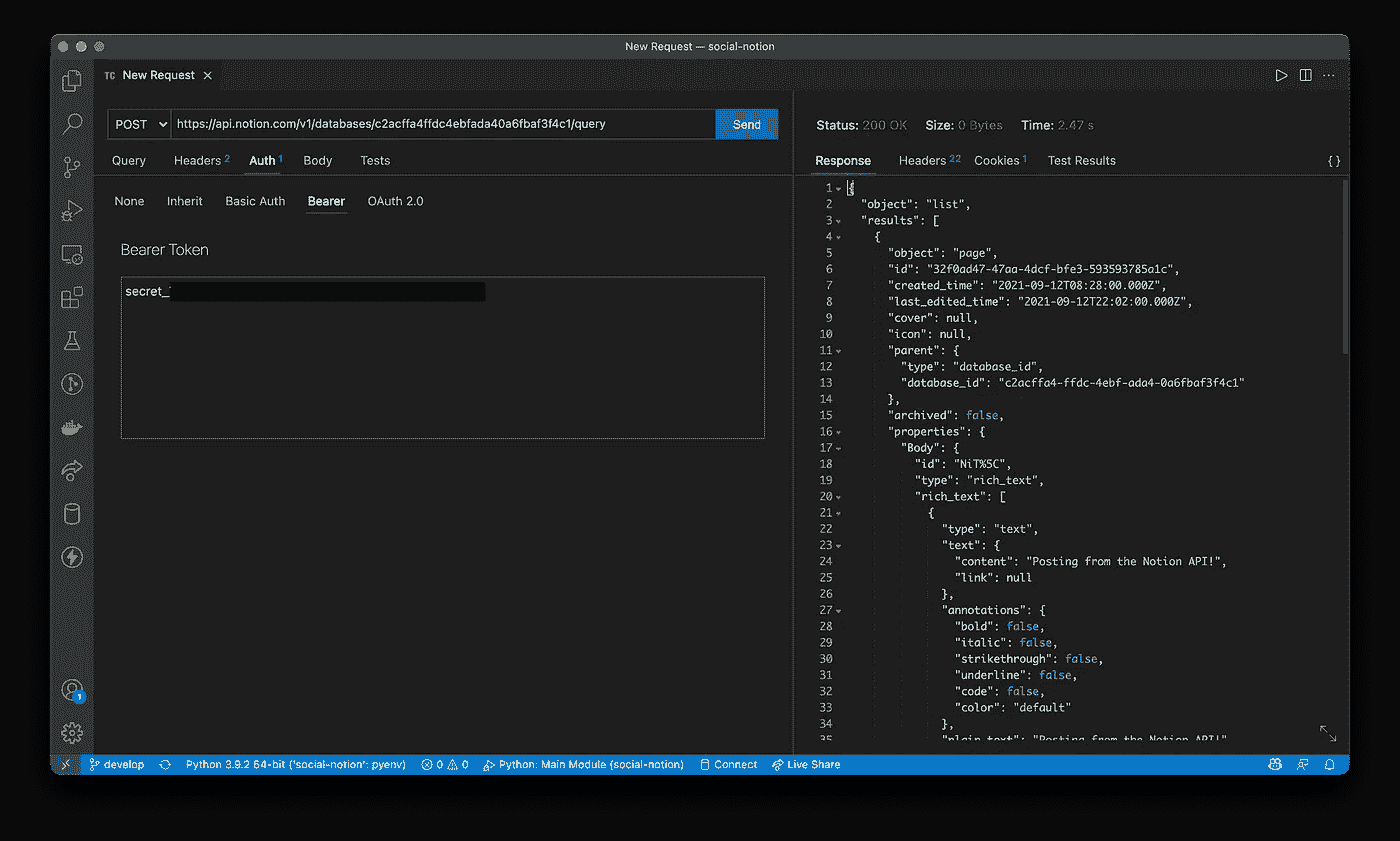 New Request — social-notion
TC New Request ×
POST https://api.notion.com/v1/databases/c2acffa4ffdc4ebfada40a6fbaf3f4c1/query Send
Query Headers 2 Auth 1 Body Tests
None Inherit Basic Auth Bearer OAuth 2.0
Bearer Token
secret_
Status: 200 OK Size: 0 Bytes Time: 2.47 s
Response Headers 22 Cookies 1 Test Results {}
1 {
2 "object": "list",
3 "results": [
4 {
5 "object": "page",
6 "id": "32f0ad47-47aa-4dcf-bfe3-593593785a1c",
7 "created_time": "2021-09-12T08:28:00.000Z",
8 "last_edited_time": "2021-09-12T22:02:00.000Z",
9 "cover": null,
10 "icon": null,
11 "parent": {
12 "type": "database_id",
13 "database_id": "c2acffa4-ffdc-4ebf-ada4-0a6fbaf3f4c1"
14 },
15 "archived": false,
16 "properties": {
17 "Body": {
18 "id": "NiT%5C",
19 "type": "rich_text",
20 "rich_text": [
21 {
22 "type": "text",
23 "text": {
24 "content": "Posting from the Notion API!",
25 "link": null
26 },
27 "annotations": {
28 "bold": false,
29 "italic": false,
30 "strikethrough": false,
31 "underline": false,
32 "code": false,
33 "color": "default"
34 },
35 "plain_text": "Posting from the Notion API!"
1
develop Python 3.9.2 64-bit ('social-notion': pyenv) 0 0 Python: Main Module (social-notion) Connect Live Share